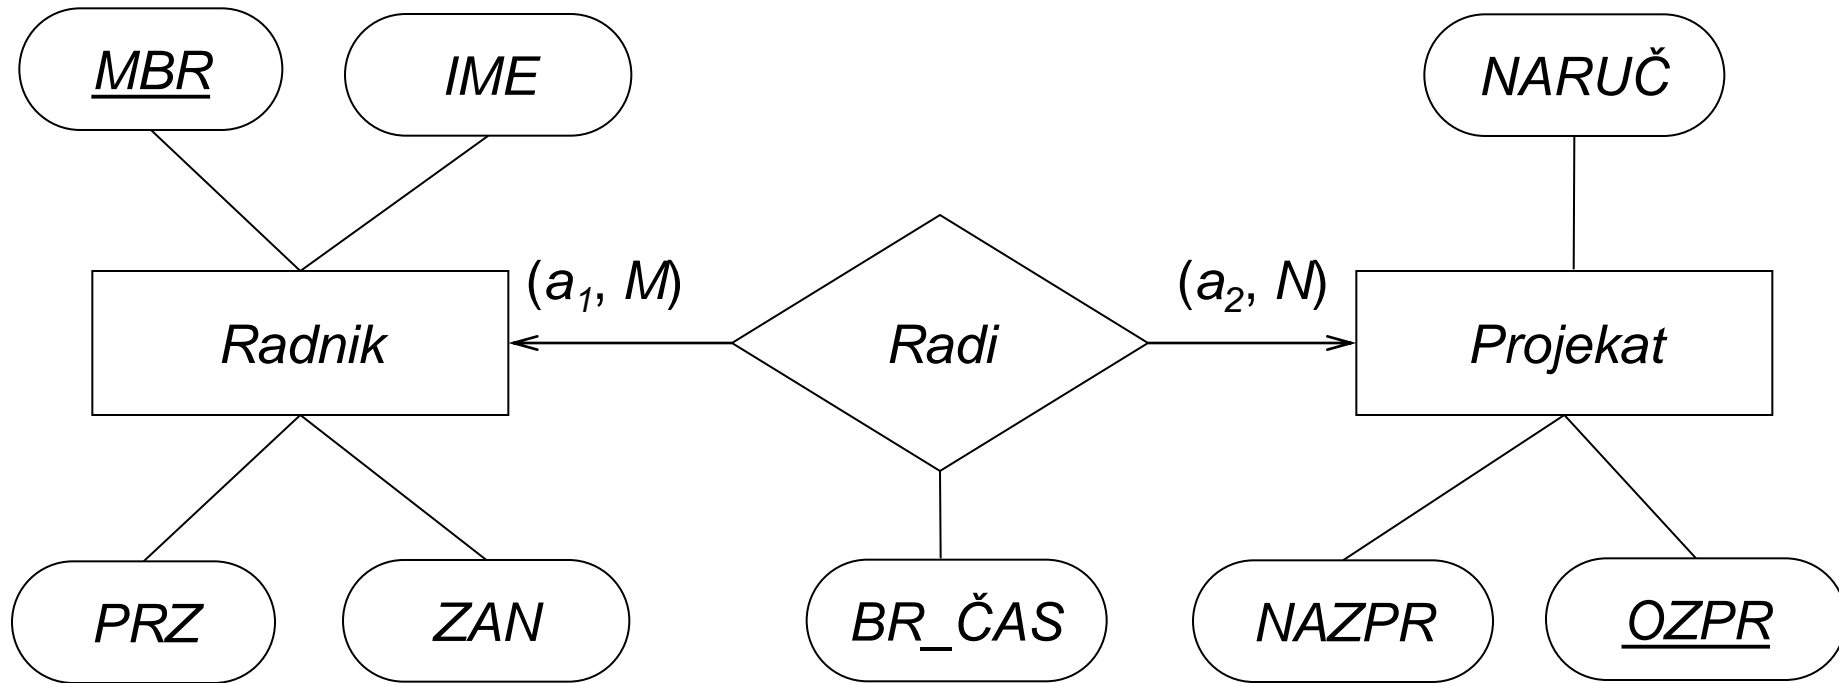 MBR
IME
NARUČ
(a₁, M)
(a₂, N)
Radnik
Radi
Projekat
PRZ
ZAN
BR_ČAS
NAZPR
OZPR